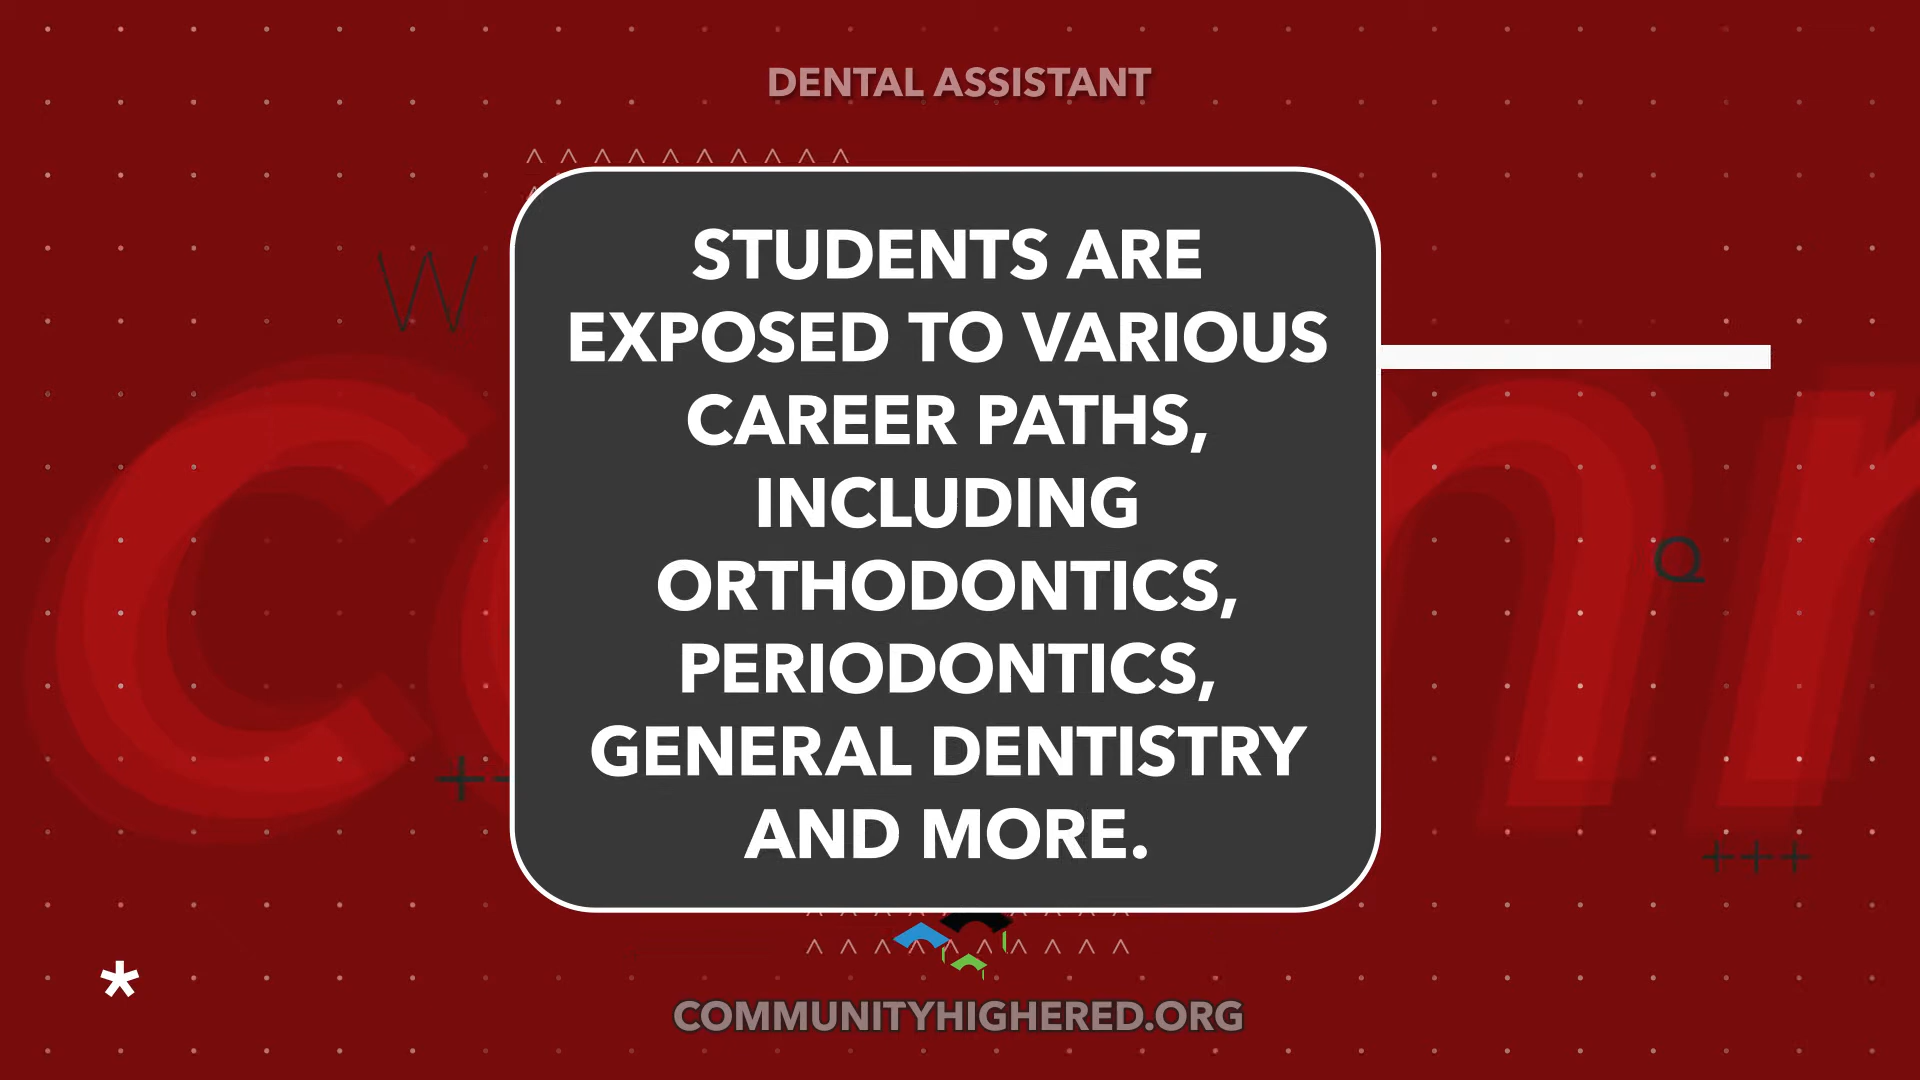 DENTAL ASSISTANT
^ ^ ^ ^ ^ ^ ^ ^ ^ ^
W
STUDENTS ARE
EXPOSED TO VARIOUS
CAREER PATHS,
INCLUDING
ORTHODONTICS,
PERIODONTICS,
GENERAL DENTISTRY
AND MORE.
Q
+++
^ ^ ^ ^ ^ ^ ^ ^ ^ ^
*
COMMUNITYHIGHERED.ORG